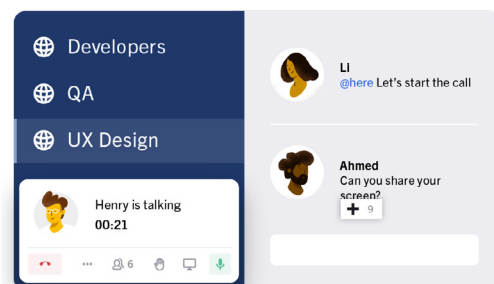 Developers
QA
UX Design
Henry is talking
00:21
6
Li
@here Let's start the call
Ahmed
Can you share your
screen?
9